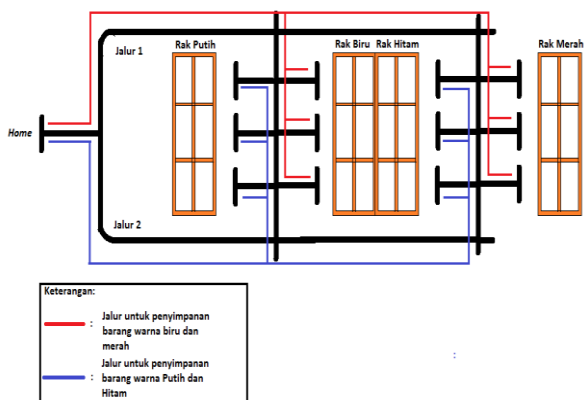 Jalur 1
Rak Putih
Rak Biru
Rak Hitam
Rak Merah
Home
Jalur 2
Keterangan:
: Jalur untuk penyimpanan
barang warna biru dan
merah
: Jalur untuk penyimpanan
barang warna Putih dan
Hitam
: